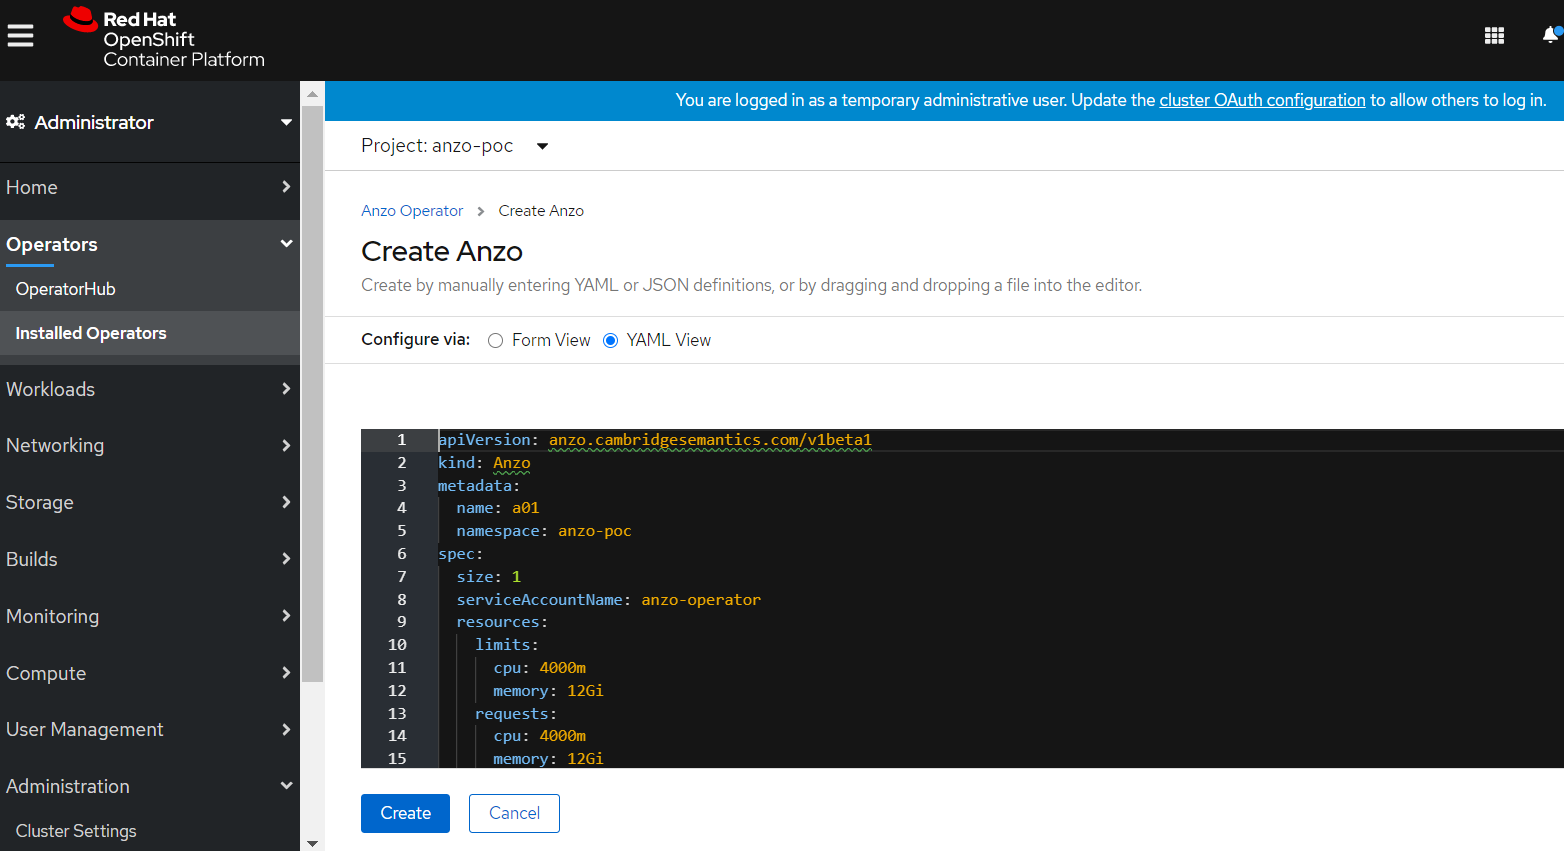 Red Hat
OpenShift
Container Platform
Administrator
Home
Operators
OperatorHub
Installed Operators
Workloads
Networking
Storage
Builds
Monitoring
Compute
User Management
Administration
Cluster Settings
You are logged in as a temporary administrative user. Update the cluster OAuth configuration to allow others to log in.
Project: anzo-poc
Anzo Operator > Create Anzo
Create Anzo
Create by manually entering YAML or JSON definitions, or by dragging and dropping a file into the editor.
Configure via: Form View YAML View
1 apiVersion: anzo.cambridgesemantics.com/v1beta1
2 kind: Anzo
3 metadata:
4 name: a01
5 namespace: anzo-poc
6 spec:
7 size: 1
8 serviceAccountName: anzo-operator
9 resources:
10 limits:
11 cpu: 4000m
12 memory: 12Gi
13 requests:
14 cpu: 4000m
15 memory: 12Gi
Create Cancel